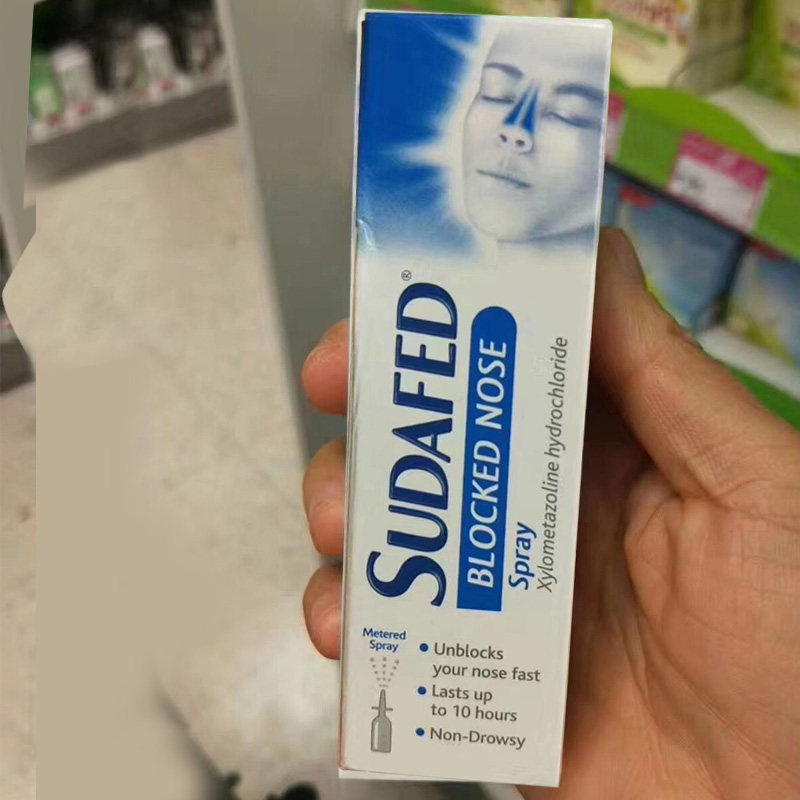 SUDAFED®
BLOCKED NOSE
Spray
Xylometazoline hydrochloride
Metered
Spray
• Unblocks
your nose fast
• Lasts up
to 10 hours
• Non-Drowsy